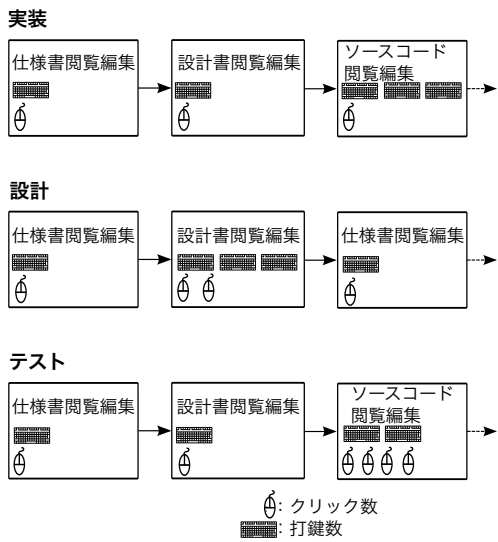 実装
仕様書閲覧編集
設計書閲覧編集
ソースコード
閲覧編集
設計
仕様書閲覧編集
設計書閲覧編集
仕様書閲覧編集
テスト
仕様書閲覧編集
設計書閲覧編集
ソースコード
閲覧編集
: クリック数
: 打鍵数